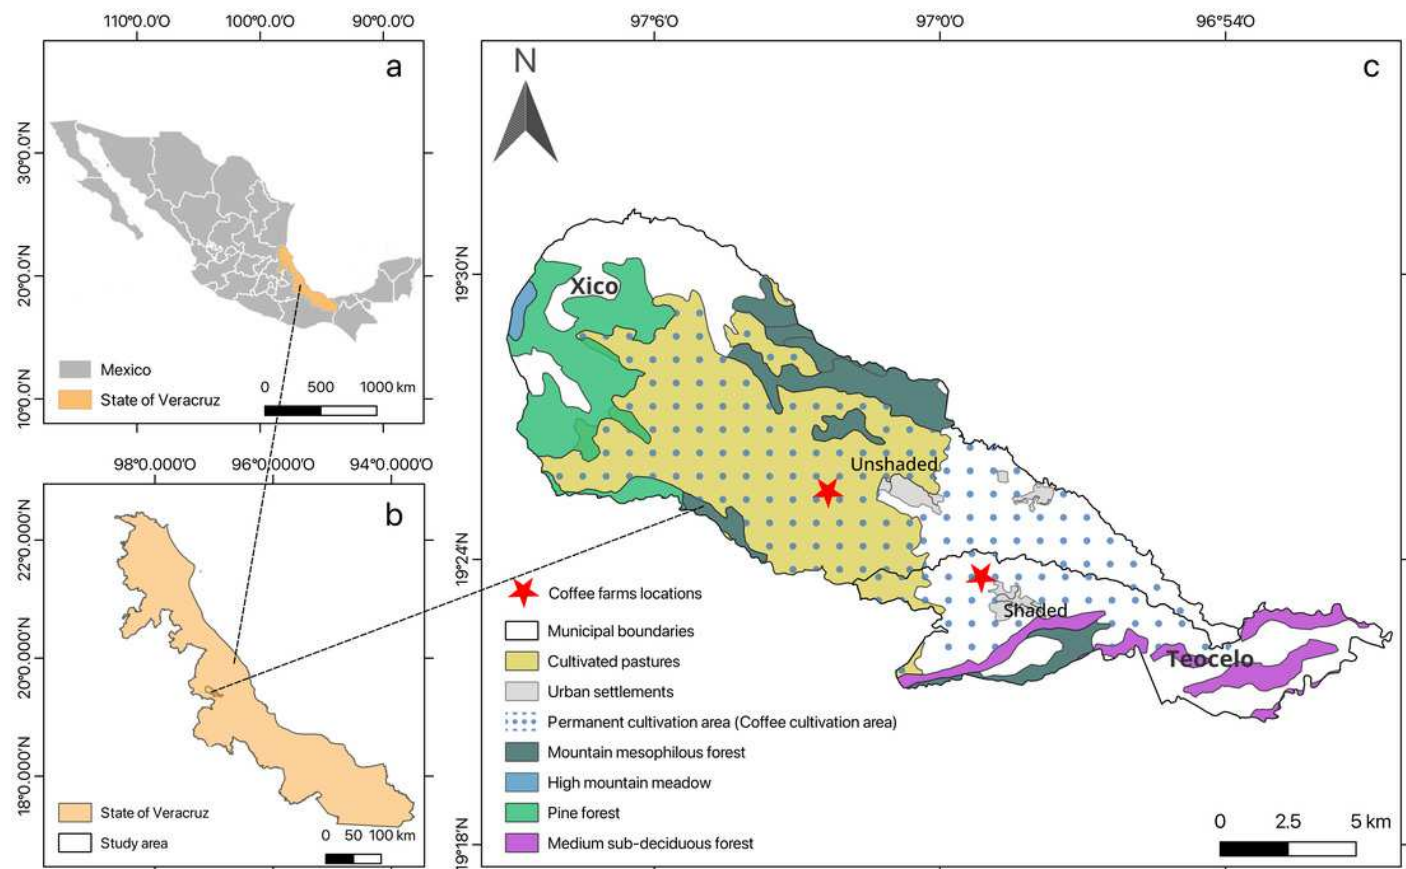 110°0.0'O 100°0.0'O 90°0.0'O
a
30°0.0'N
20°0.0'N
10°0.0'N
Mexico
State of Veracruz
0 500 1000 km
98°0.000'O 96°0.000'O 94°0.000'O
b
22°0.000'N
20°0.000'N
18°0.000'N
State of Veracruz
Study area
0 50 100 km
97°6'O 97°0'O 96°54'O
N
c
19°30'N
19°24'N
19°18'N
Xico
Unshaded
Shaded
Teocelo
Coffee farms locations
Municipal boundaries
Cultivated pastures
Urban settlements
Permanent cultivation area (Coffee cultivation area)
Mountain mesophilous forest
High mountain meadow
Pine forest
Medium sub-deciduous forest
0 2.5 5 km